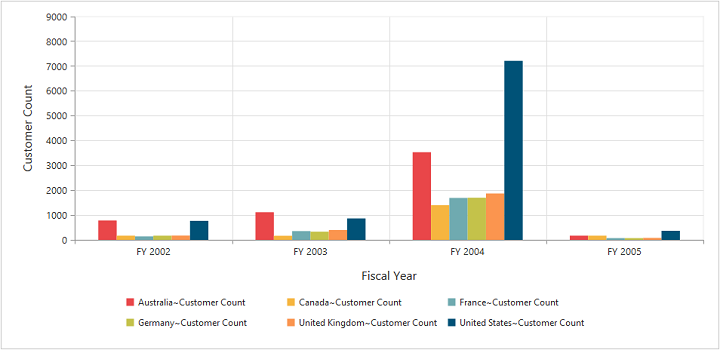 9000
8000
7000
6000
5000
4000
3000
2000
1000
0
Customer Count
FY 2002 FY 2003 FY 2004 FY 2005
Fiscal Year
Australia~Customer Count Canada~Customer Count France~Customer Count
Germany~Customer Count United Kingdom~Customer Count United States~Customer Count